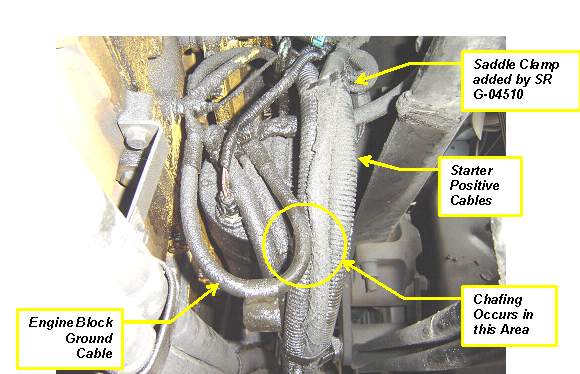 Saddle Clamp
added by SR
G-04510
Starter
Positive
Cables
Chafing
Occurs in
this Area
Engine Block
Ground
Cable